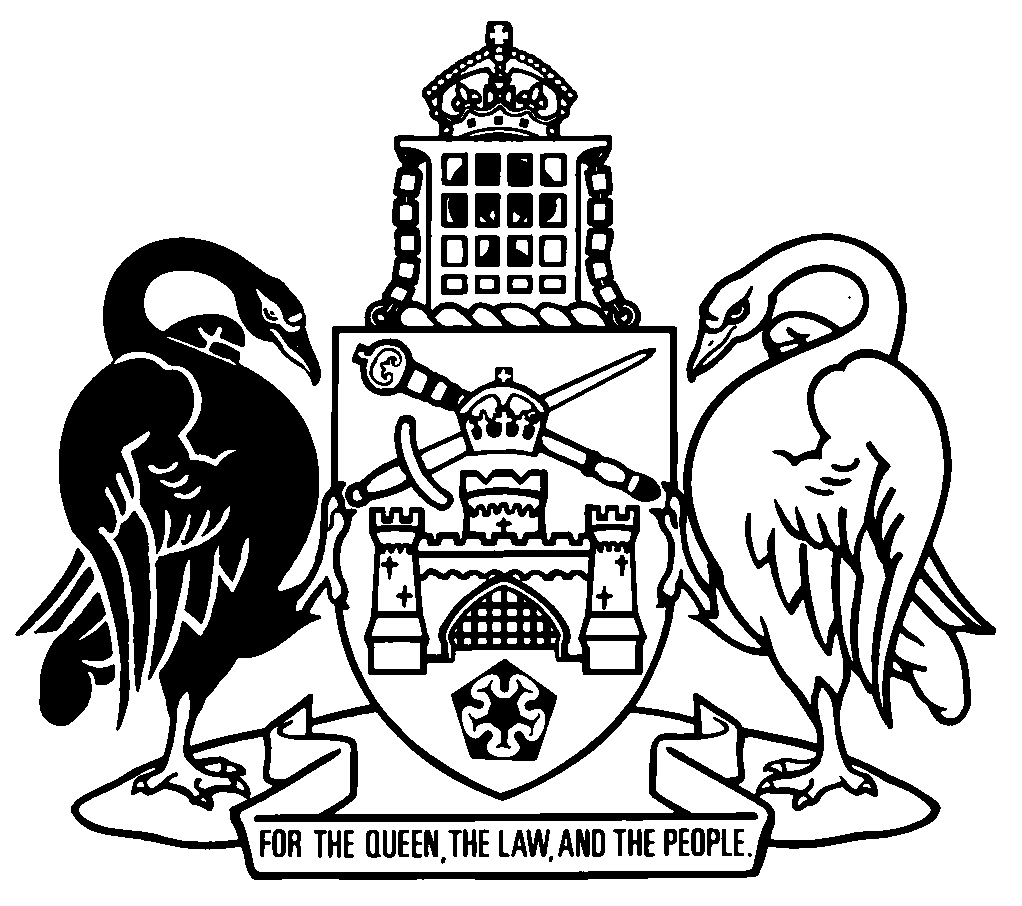 FOR THE QUEEN, THE LAW, AND THE PEOPLE.